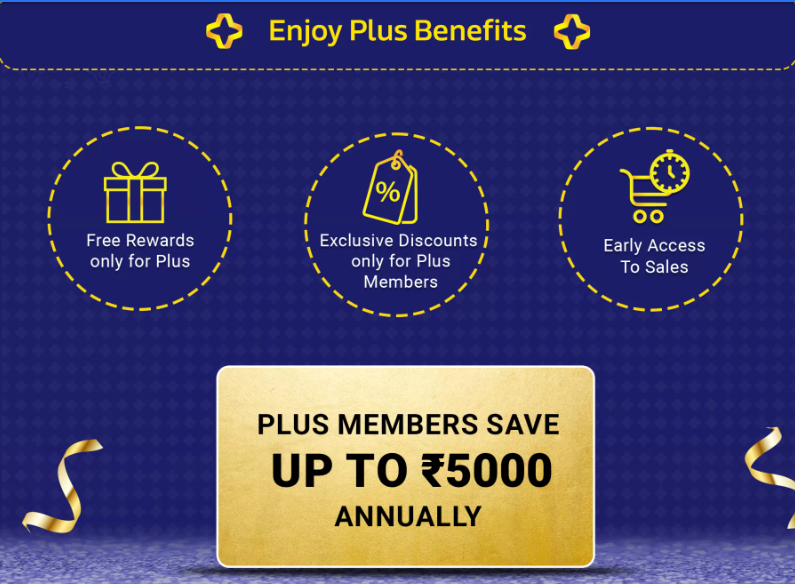 Enjoy Plus Benefits
Free Rewards
only for Plus
%
Exclusive Discounts
only for Plus
Members
Early Access
To Sales
PLUS MEMBERS SAVE
UP TO ₹5000
ANNUALLY